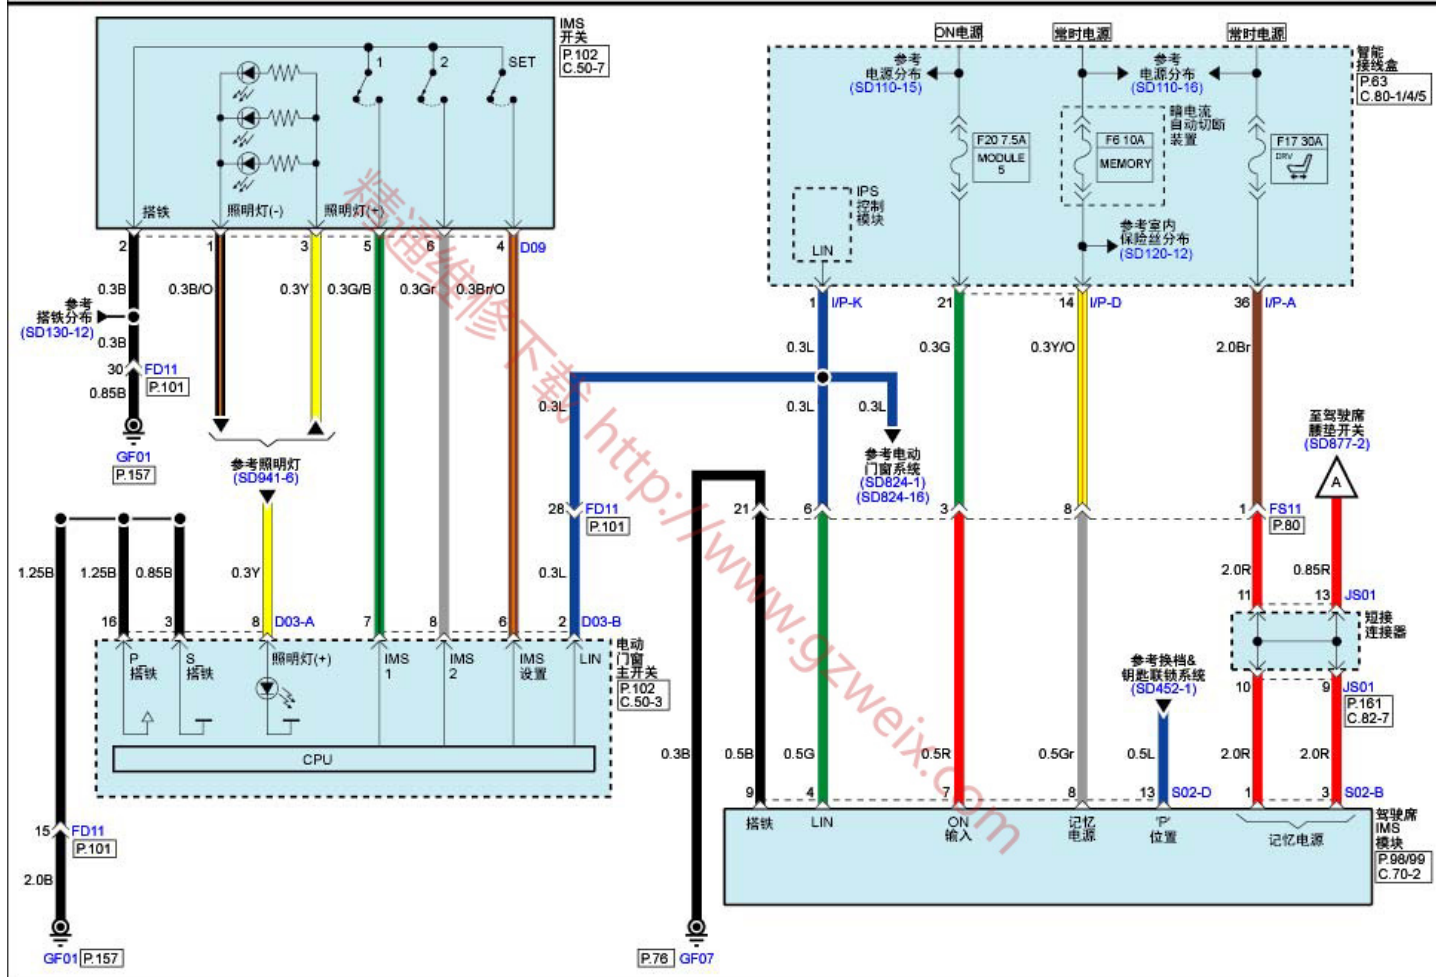 IMS
开关
P.102
C.50-7
1
2
SET
搭铁
照明灯(-)
照明灯(+)
2
1
3
5
6
4
D09
0.3B
0.3B/O
0.3Y
0.3G/B
0.3Gr
0.3Br/O
参考
搭铁分布
(SD130-12)
0.3B
30
FD11
P.101
0.85B
GF01
P.157
参考照明灯
(SD941-6)
1.25B
1.25B
0.85B
0.3Y
16
3
8
D03-A
7
8
6
2
D03-B
P_
搭铁
S_
搭铁
照明灯(+)
IMS
1
IMS
2
IMS
设置
LIN
电动
门窗
主开关
P.102
C.50-3
CPU
15
FD11
P.101
2.0B
GF01
P.157
ON电源
常时电源
常时电源
智能
接线盒
P.63
C.80-1/4/5
参考
电源分布
(SD110-15)
参考
电源分布
(SD110-16)
暗电流
自动切断
装置
F20 7.5A
MODULE
5
F6 10A
MEMORY
F17 30A
DRV
IPS
控制
模块
LIN
参考室内
保险丝分布
(SD120-12)
1
I/P-K
21
14
I/P-D
36
I/P-A
0.3L
0.3G
0.3Y/O
2.0Br
0.3L
0.3L
0.3L
参考电动
门窗系统
(SD824-1)
(SD824-16)
28
FD11
P.101
0.3L
至驾驶席
腰垫开关
(SD877-2)
A
21
6
3
8
1
FS11
P.80
2.0R
0.85R
11
13
JS01
短接
连接器
10
9
JS01
P.161
C.82-7
参考换档&
钥匙联锁系统
(SD452-1)
0.3B
0.5B
0.5G
0.5R
0.5Gr
0.5L
2.0R
2.0R
9
4
7
8
13
S02-D
1
3
S02-B
搭铁
LIN
ON
输入
记忆
电源
'P'
位置
记忆电源
驾驶席
IMS
模块
P.98/99
C.70-2
P.76
GF07
精通维修下载 http://www.gzweix.com